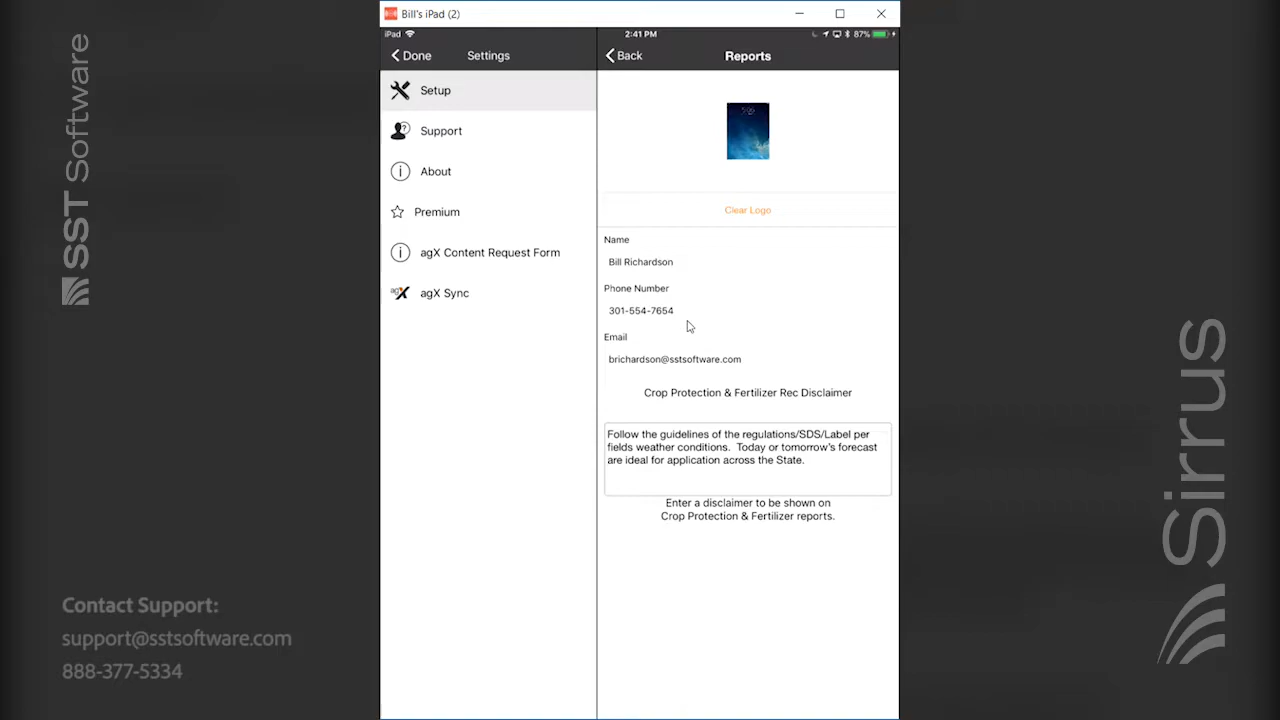 Bill's iPad (2)
iPad
2:41 PM
87%
Done
Settings
Back
Reports
Setup
Support
About
Premium
agX Content Request Form
agX
agX Sync
Clear Logo
Name
Bill Richardson
Phone Number
301-554-7654
Email
brichardson@sstsoftware.com
Crop Protection & Fertilizer Rec Disclaimer
Follow the guidelines of the regulations/SDS/Label per
fields weather conditions.  Today or tomorrow's forecast
are ideal for application across the State.
Enter a disclaimer to be shown on
Crop Protection & Fertilizer reports.
SST Software
Sirrus
Contact Support:
support@sstsoftware.com
888-377-5334